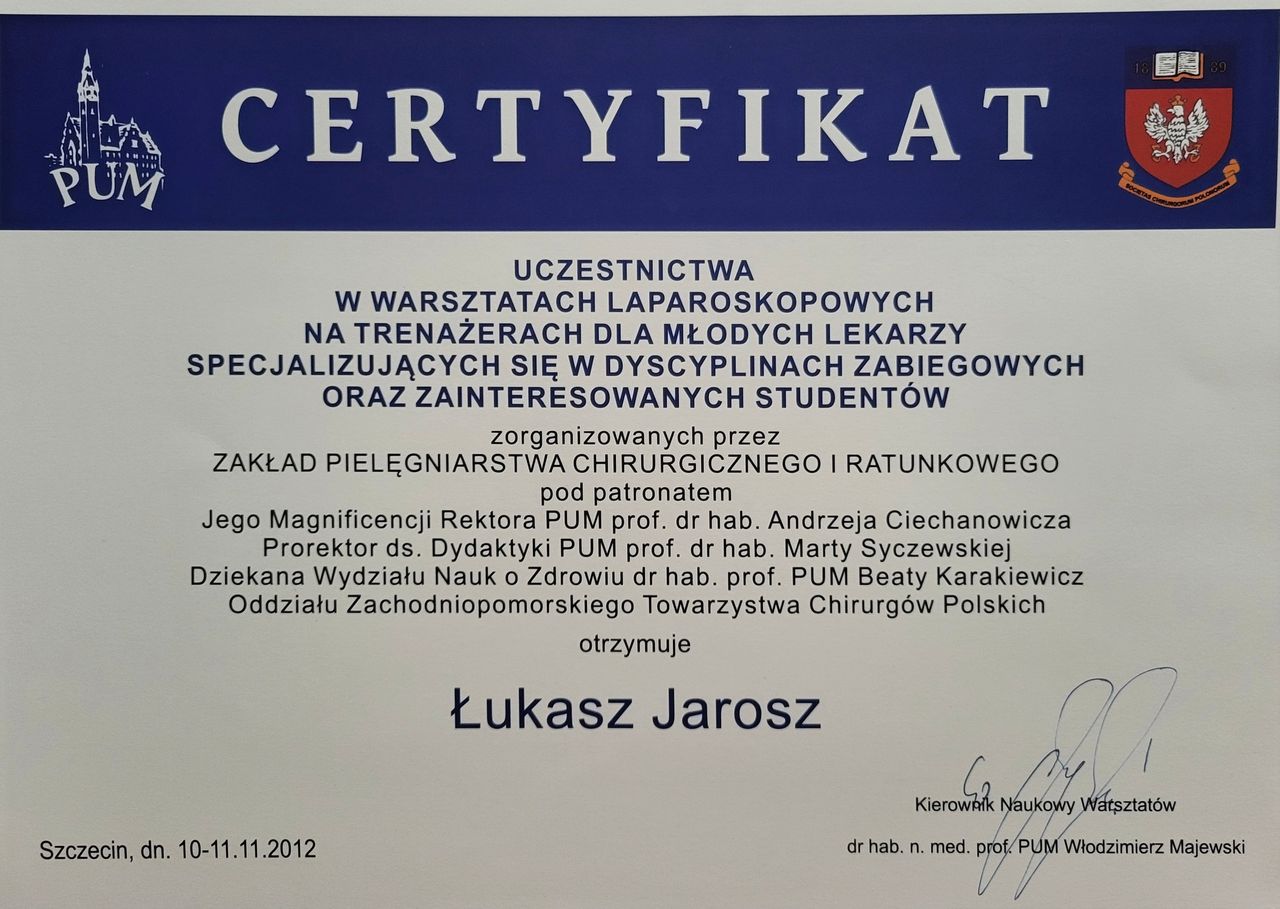 CERTYFIKAT
PUM
18 89
SOCIETAS CHIRURGORUM POLONORUM
UCZESTNICTWA
W WARSZTATACH LAPAROSKOPOWYCH
NA TRENAŻERACH DLA MŁODYCH LEKARZY
SPECJALIZUJĄCYCH SIĘ W DYSCYPLINACH ZABIEGOWYCH
ORAZ ZAINTERESOWANYCH STUDENTÓW
zorganizowanych przez
ZAKŁAD PIELĘGNIARSTWA CHIRURGICZNEGO I RATUNKOWEGO
pod patronatem
Jego Magnificencji Rektora PUM prof. dr hab. Andrzeja Ciechanowicza
Prorektor ds. Dydaktyki PUM prof. dr hab. Marty Syczewskiej
Dziekana Wydziału Nauk o Zdrowiu dr hab. prof. PUM Beaty Karakiewicz
Oddziału Zachodniopomorskiego Towarzystwa Chirurgów Polskich
otrzymuje
Łukasz Jarosz
Kierownik Naukowy Warsztatów
dr hab. n. med. prof. PUM Włodzimierz Majewski
Szczecin, dn. 10-11.11.2012